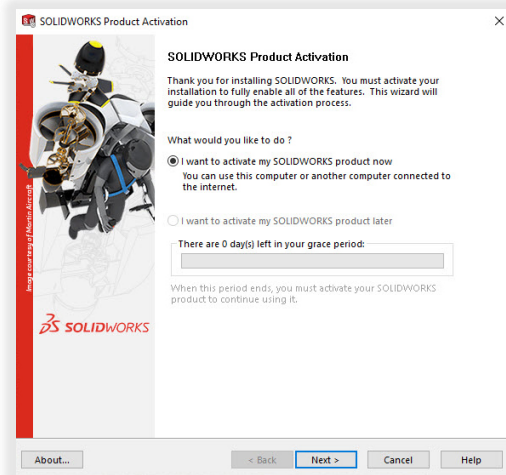 SOLIDWORKS Product Activation
SOLIDWORKS Product Activation
Thank you for installing SOLIDWORKS. You must activate your
installation to fully enable all of the features. This wizard will
guide you through the activation process.
What would you like to do ?
I want to activate my SOLIDWORKS product now
You can use this computer or another computer connected to
the internet.
I want to activate my SOLIDWORKS product later
There are 0 day(s) left in your grace period:
When this period ends, you must activate your SOLIDWORKS
product to continue using it.
Image courtesy of Martin Aircraft
SOLIDWORKS
About...
< Back
Next >
Cancel
Help